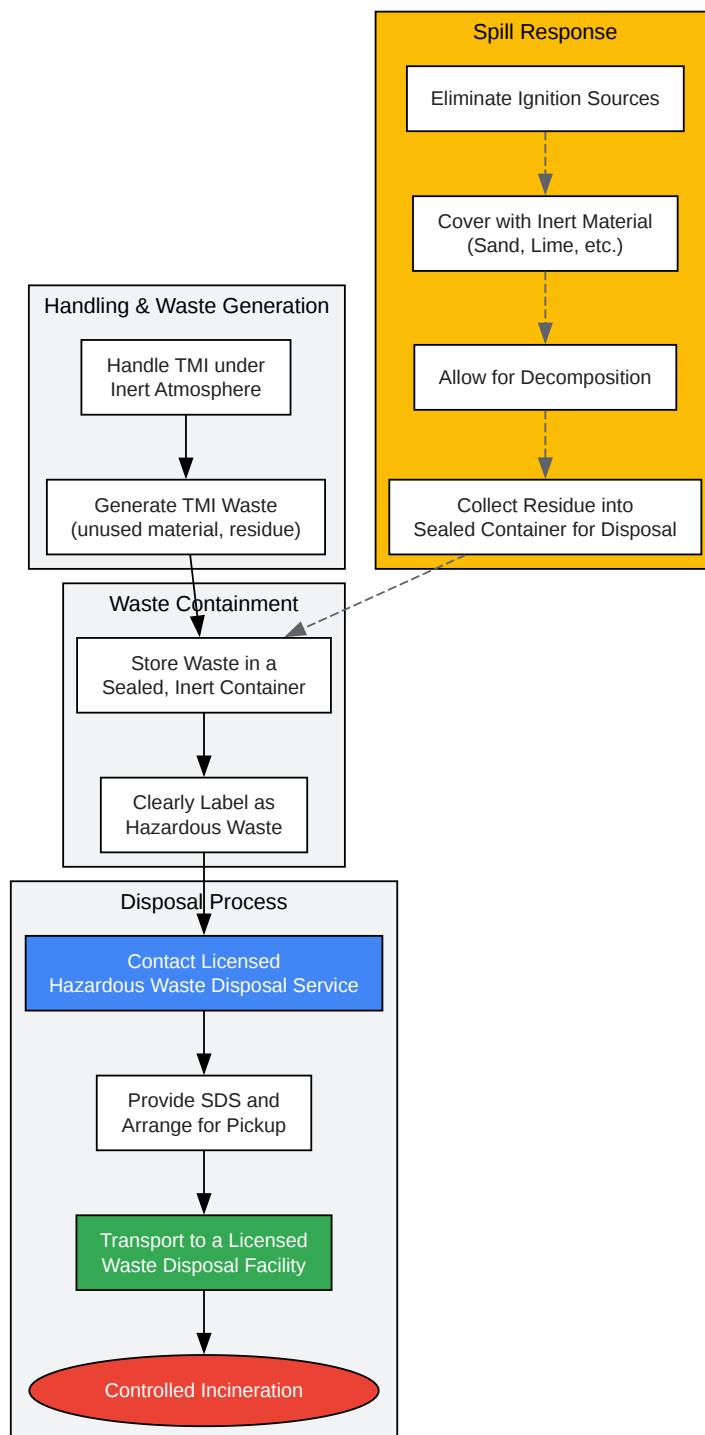 Spill Response
Eliminate Ignition Sources
Cover with Inert Material
(Sand, Lime, etc.)
Allow for Decomposition
Collect Residue into
Sealed Container for Disposal
Handling & Waste Generation
Handle TMI under
Inert Atmosphere
Generate TMI Waste
(unused material, residue)
Waste Containment
Store Waste in a
Sealed, Inert Container
Clearly Label as
Hazardous Waste
Disposal Process
Contact Licensed
Hazardous Waste Disposal Service
Provide SDS and
Arrange for Pickup
Transport to a Licensed
Waste Disposal Facility
Controlled Incineration